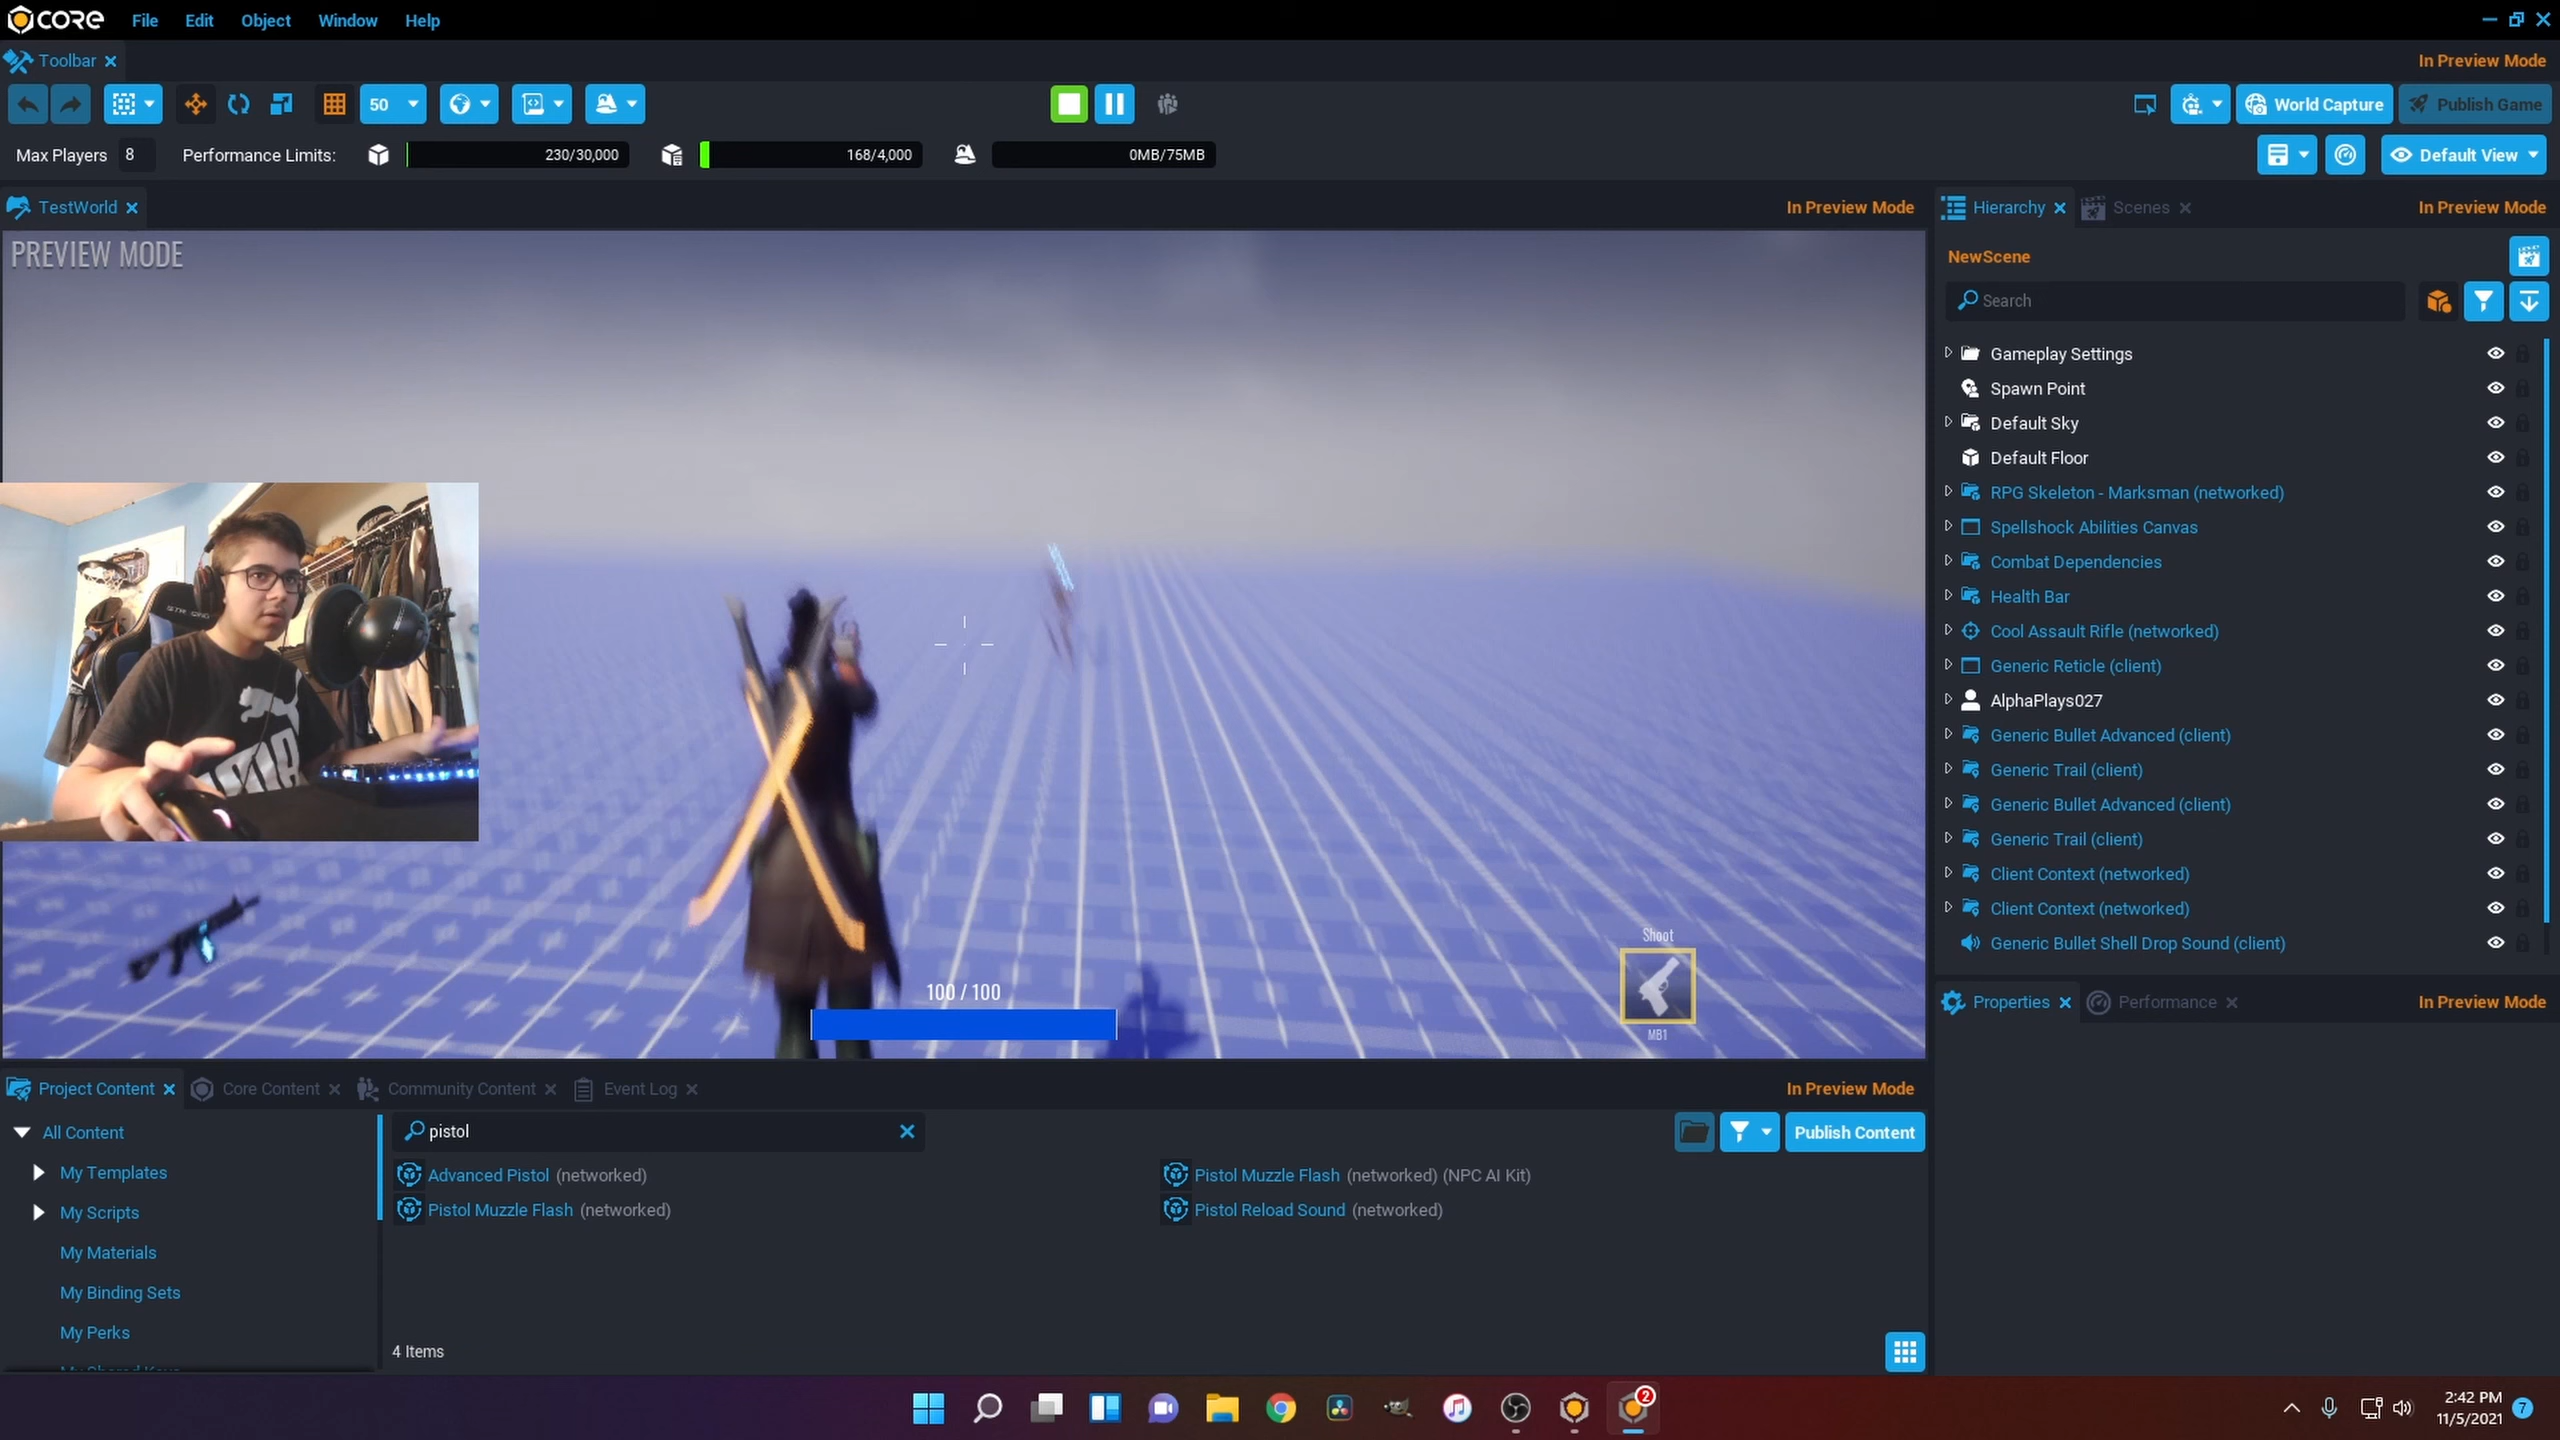 CORE File Edit Object Window Help
Toolbar In Preview Mode
50 World Capture Publish Game
Max Players 8 Performance Limits: 230/30,000 168/4,000 0MB/75MB Default View
TestWorld In Preview Mode
PREVIEW MODE
Shoot
MB1
100 / 100
Hierarchy Scenes In Preview Mode
NewScene
Search
Gameplay Settings
Spawn Point
Default Sky
Default Floor
RPG Skeleton - Marksman (networked)
Spellshock Abilities Canvas
Combat Dependencies
Health Bar
Cool Assault Rifle (networked)
Generic Reticle (client)
AlphaPlays027
Generic Bullet Advanced (client)
Generic Trail (client)
Generic Bullet Advanced (client)
Generic Trail (client)
Client Context (networked)
Client Context (networked)
Generic Bullet Shell Drop Sound (client)
Properties Performance In Preview Mode
Project Content Core Content Community Content Event Log In Preview Mode
All Content
My Templates
My Scripts
My Materials
My Binding Sets
My Perks
pistol
Publish Content
Advanced Pistol (networked)
Pistol Muzzle Flash (networked) (NPC AI Kit)
Pistol Muzzle Flash (networked)
Pistol Reload Sound (networked)
4 Items
2
2:42 PM
11/5/2021
7